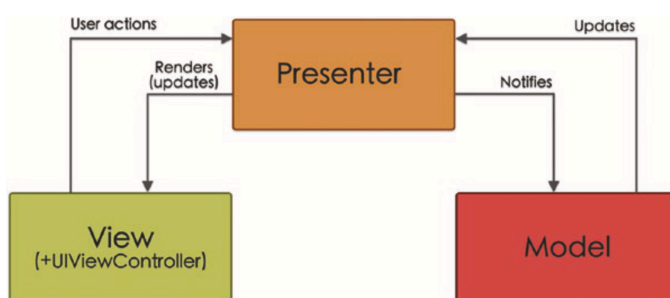 User actions
Updates
Renders
(updates)
Presenter
Notifies
View
(+UIViewController)
Model